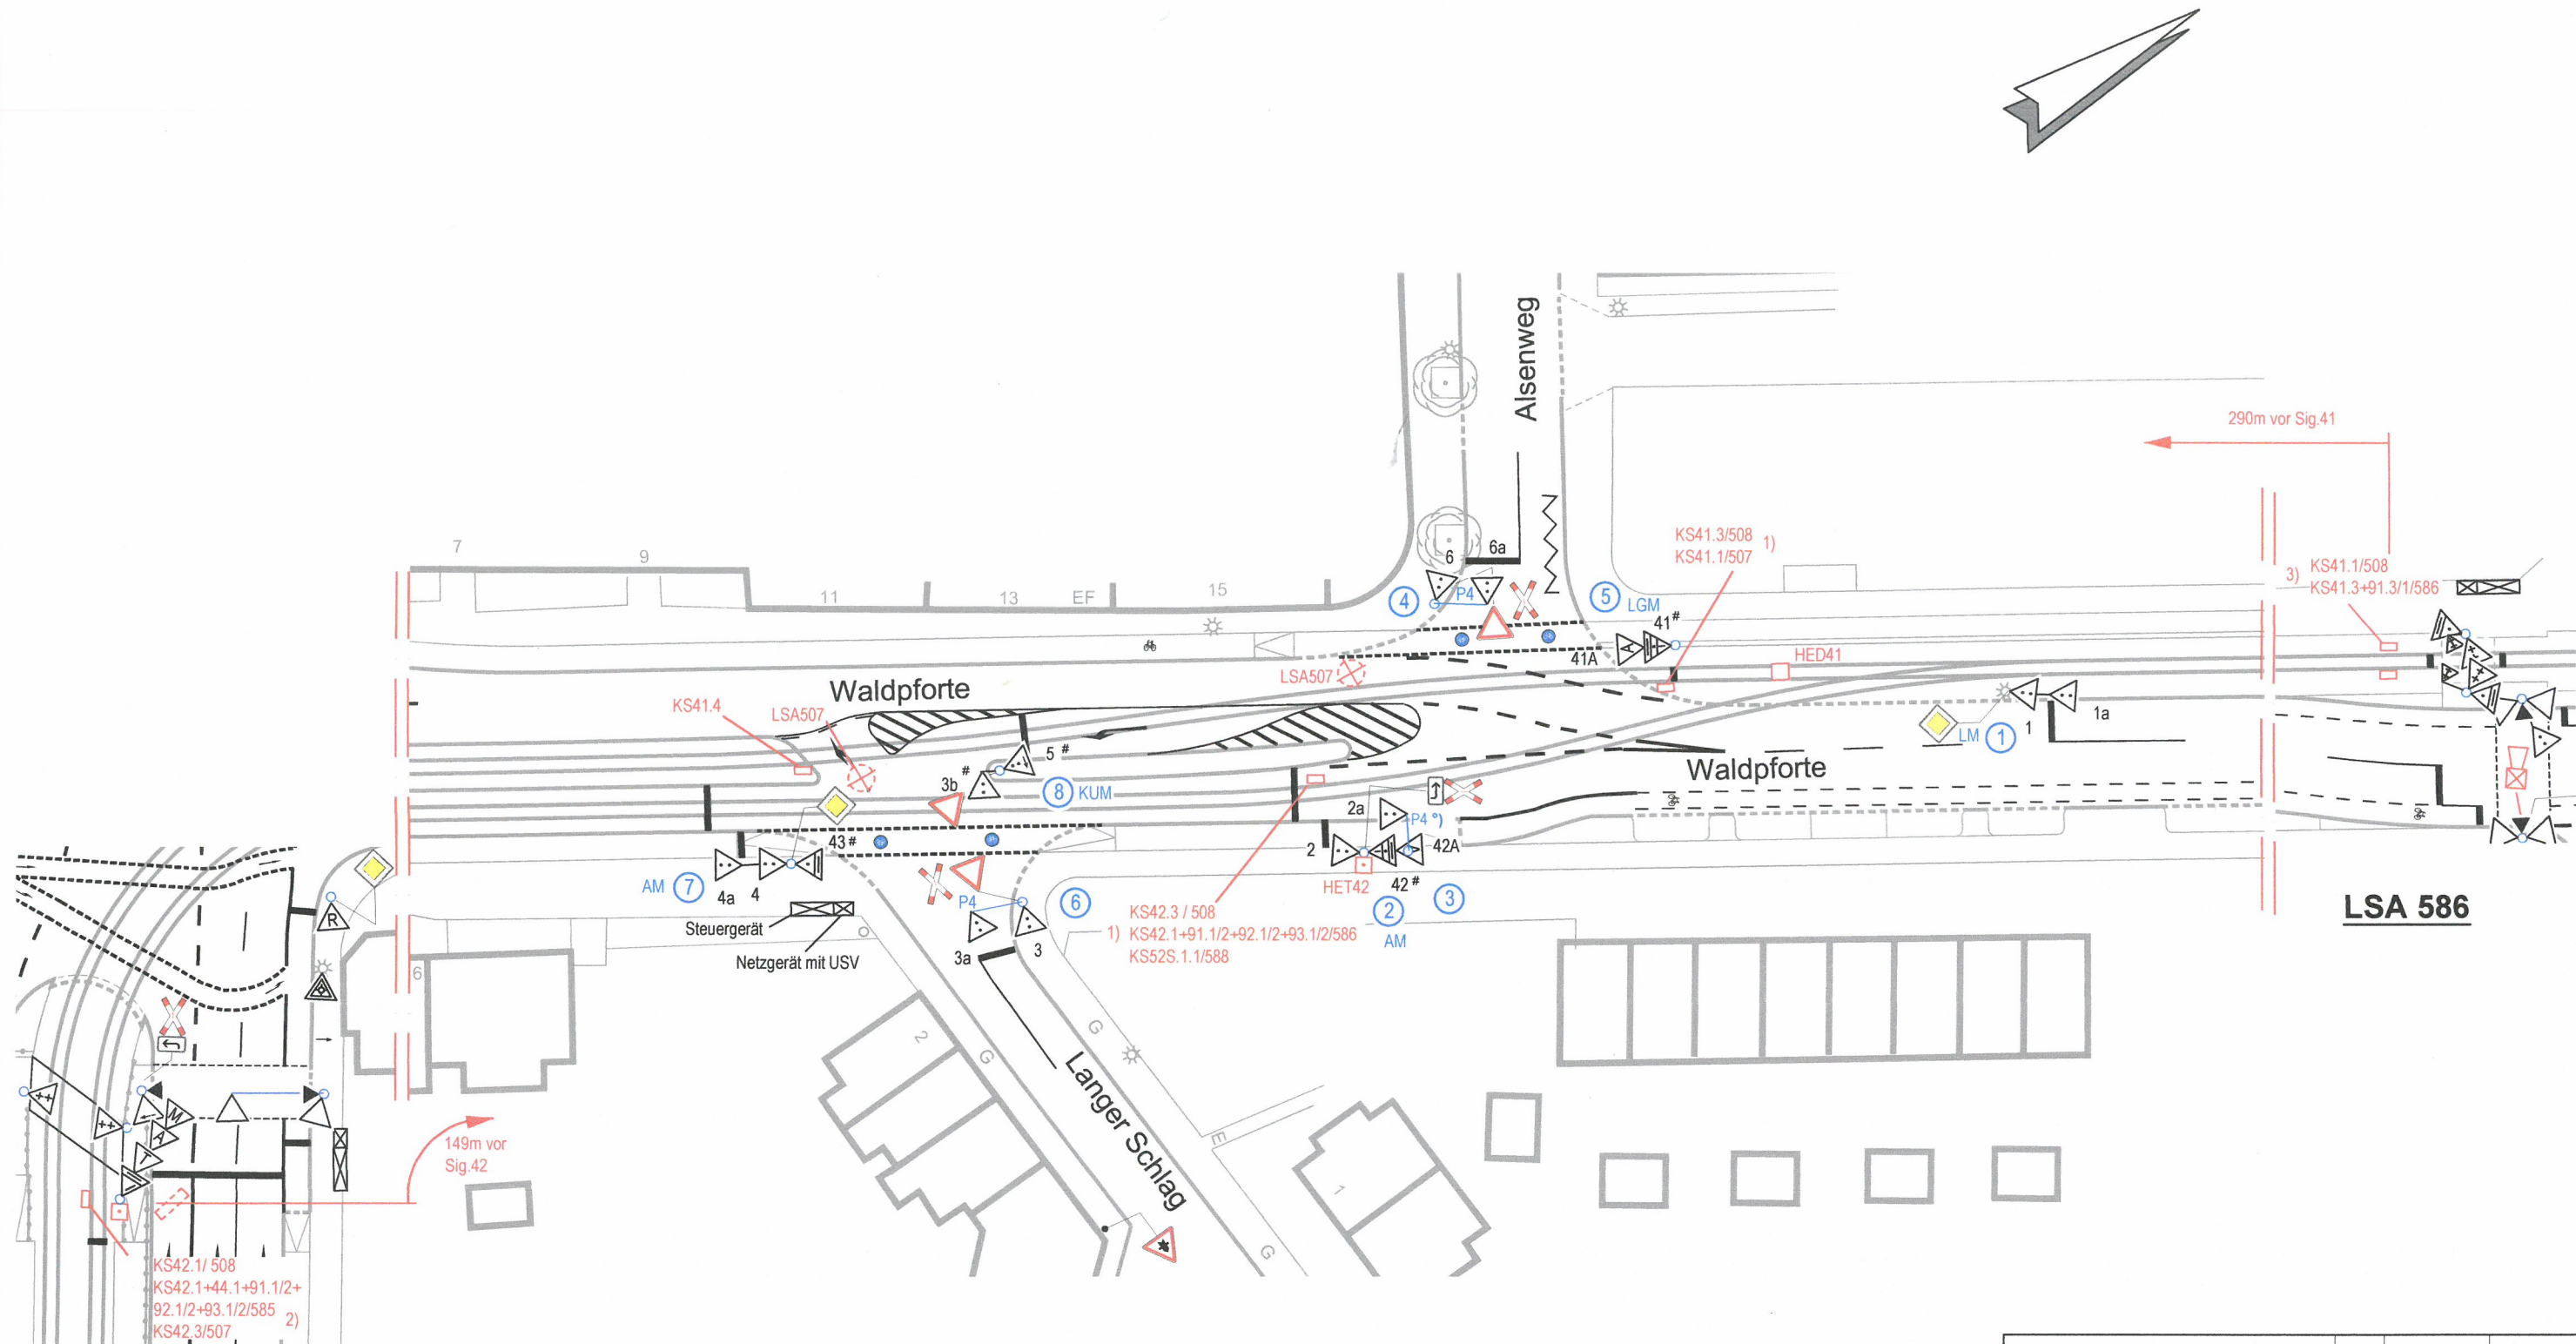 Alsenweg
290m vor Sig.41
7
9
11
13
EF
15
6
6a
P4
4
5
LGM
KS41.3/508
KS41.1/507
1)
41#
A
41A
HED41
3)
KS41.1/508
KS41.3+91.3/1/586
LSA507
Waldpforte
KS41.4
LSA507
5 #
#
3b
8
KUM
Waldpforte
LM
1
1
1a
2a
P4 °)
2
42A
HET42
42#
2
3
AM
43#
AM
7
4a
4
Steuergerät
Netzgerät mit USV
P4
6
3a
3
KS42.3 / 508
1)
KS42.1+91.1/2+92.1/2+93.1/2/586
KS52S.1.1/588
LSA 586
R
6
2
G
G
E
1
G
Langer Schlag
M
A
T
149m vor
Sig.42
KS42.1/ 508
KS42.1+44.1+91.1/2+
92.1/2+93.1/2/585
2)
KS42.3/507